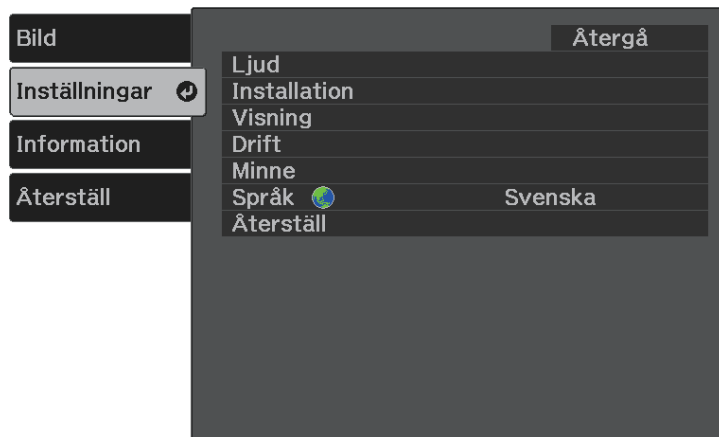 Bild
Inställningar
Information
Återställ
Återgå
Ljud
Installation
Visning
Drift
Minne
Språk Svenska
Återställ